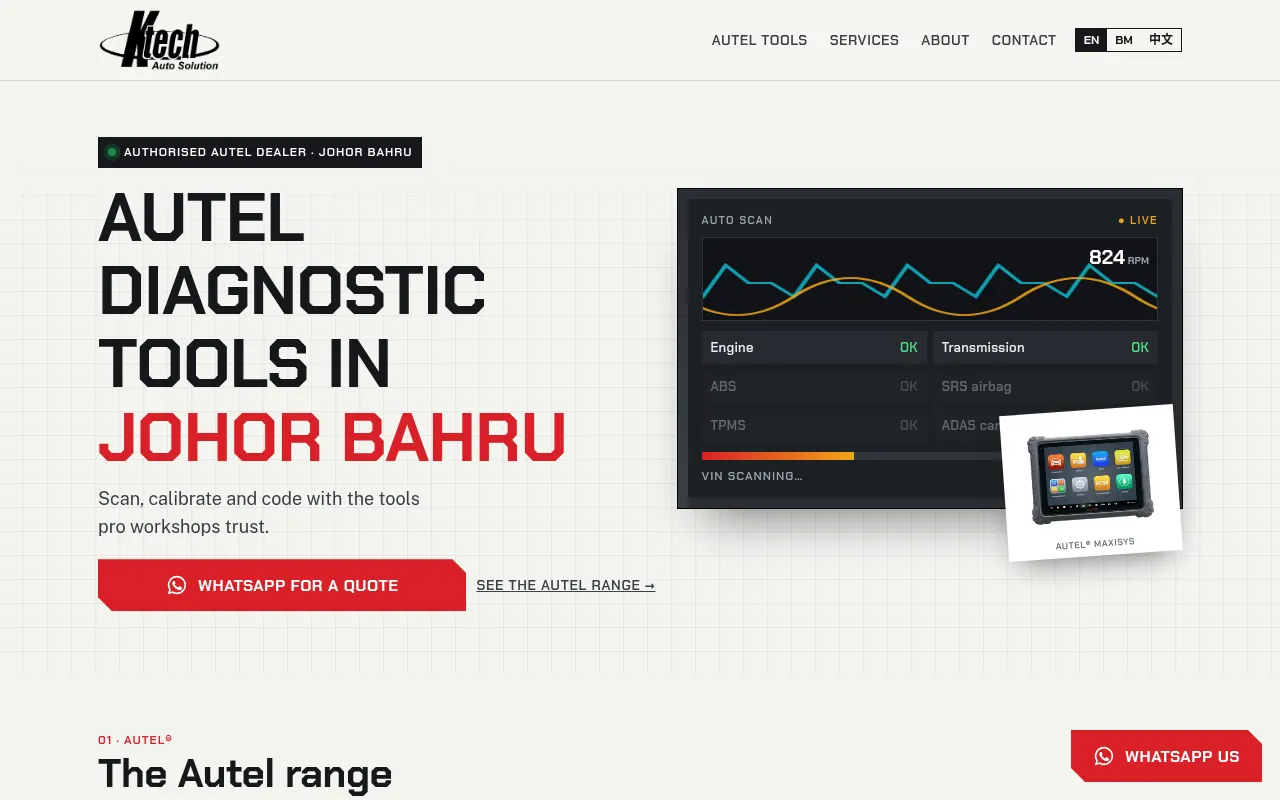 Ktech
Auto Solution
AUTEL TOOLS
SERVICES
ABOUT
CONTACT
EN
BM
中文
AUTHORISED AUTEL DEALER · JOHOR BAHRU
AUTEL
DIAGNOSTIC
TOOLS IN
JOHOR BAHRU
Scan, calibrate and code with the tools
pro workshops trust.
WHATSAPP FOR A QUOTE
SEE THE AUTEL RANGE →
AUTO SCAN
● LIVE
824 RPM
Engine OK
Transmission OK
ABS OK
SRS airbag OK
TPMS OK
ADAS
VIN SCANNING…
AUTEL® MAXISYS
01 · AUTEL®
The Autel range
WHATSAPP US